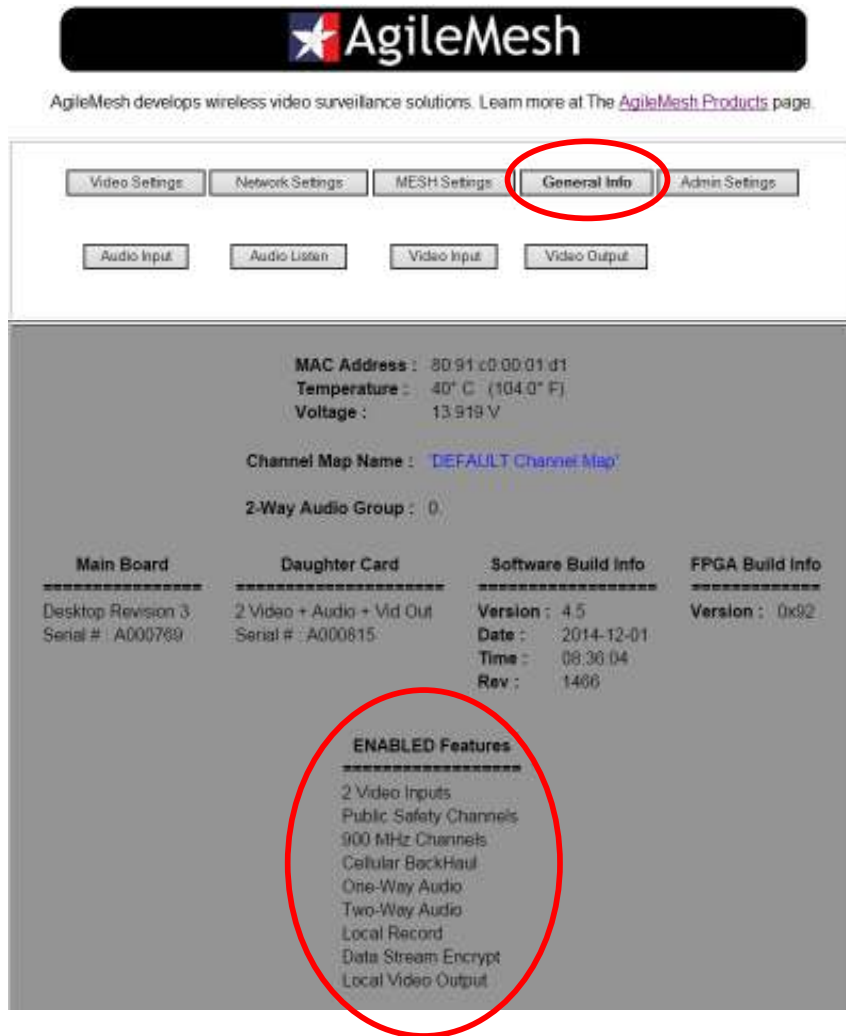 AgileMesh
AgileMesh develops wireless video surveillance solutions. Learn more at The AgileMesh Products page.
Video Settings Network Settings MESH Settings General Info Admin Settings
Audio Input Audio Listen Video Input Video Output
MAC Address : 80:91:c0:00:01:d1
Temperature : 40° C (104.0° F)
Voltage : 13.919 V
Channel Map Name : "DEFAULT Channel Map"
2-Way Audio Group : 0
Main Board Daughter Card Software Build Info FPGA Build Info
Desktop Revision 3 2 Video + Audio + Vid Out Version : 4.5 Version : 0x92
Serial # : A000769 Serial # : A000815 Date : 2014-12-01
Time : 08:36:04
Rev : 1466
ENABLED Features
2 Video Inputs
Public Safety Channels
900 MHz Channels
Cellular BackHaul
One-Way Audio
Two-Way Audio
Local Record
Data Stream Encrypt
Local Video Output